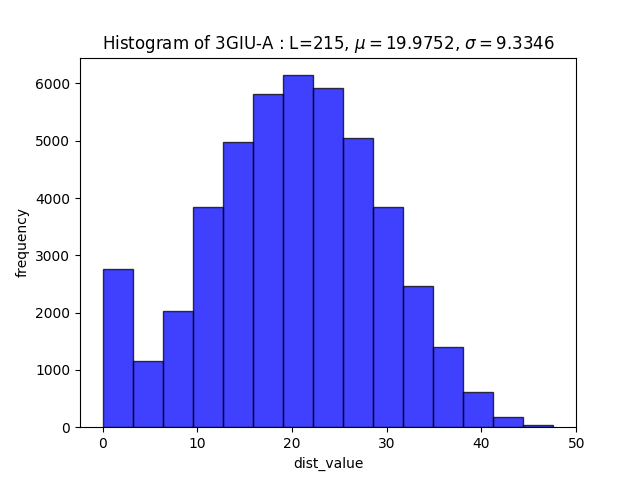 Histogram of 3GIU-A : L=215, μ = 19.9752, σ = 9.3346
6000
5000
4000
3000
2000
1000
0
frequency
0 10 20 30 40 50
dist_value